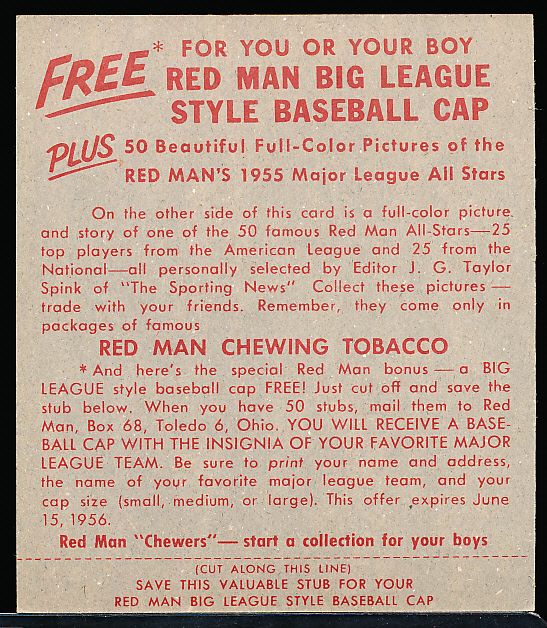 FREE* FOR YOU OR YOUR BOY
RED MAN BIG LEAGUE
STYLE BASEBALL CAP
PLUS 50 Beautiful Full-Color Pictures of the
RED MAN'S 1955 Major League All Stars
On the other side of this card is a full-color picture
and story of one of the 50 famous Red Man All-Stars—25
top players from the American League and 25 from the
National—all personally selected by Editor J. G. Taylor
Spink of "The Sporting News" Collect these pictures—
trade with your friends. Remember, they come only in
packages of famous
RED MAN CHEWING TOBACCO
*And here's the special Red Man bonus—a BIG
LEAGUE style baseball cap FREE! Just cut off and save the
stub below. When you have 50 stubs, mail them to Red
Man, Box 68, Toledo 6, Ohio. YOU WILL RECEIVE A BASE-
BALL CAP WITH THE INSIGNIA OF YOUR FAVORITE MAJOR
LEAGUE TEAM. Be sure to print your name and address,
the name of your favorite major league team, and your
cap size (small, medium, or large). This offer expires June
15, 1956.
Red Man "Chewers"—start a collection for your boys
(CUT ALONG THIS LINE)
SAVE THIS VALUABLE STUB FOR YOUR
RED MAN BIG LEAGUE STYLE BASEBALL CAP